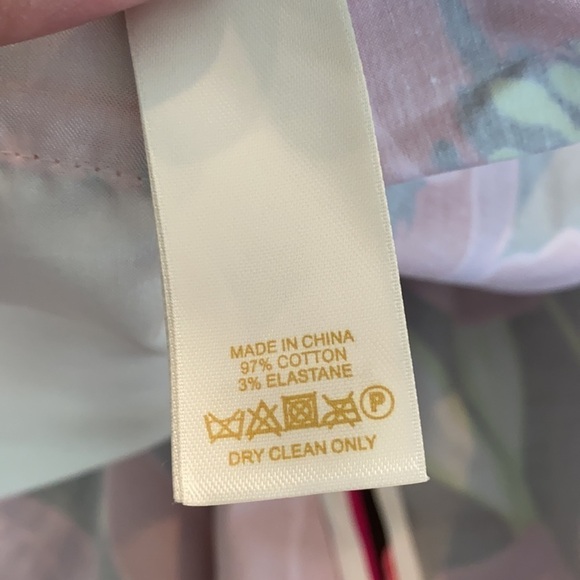 MADE IN CHINA
97% COTTON
3% ELASTANE
P
DRY CLEAN ONLY